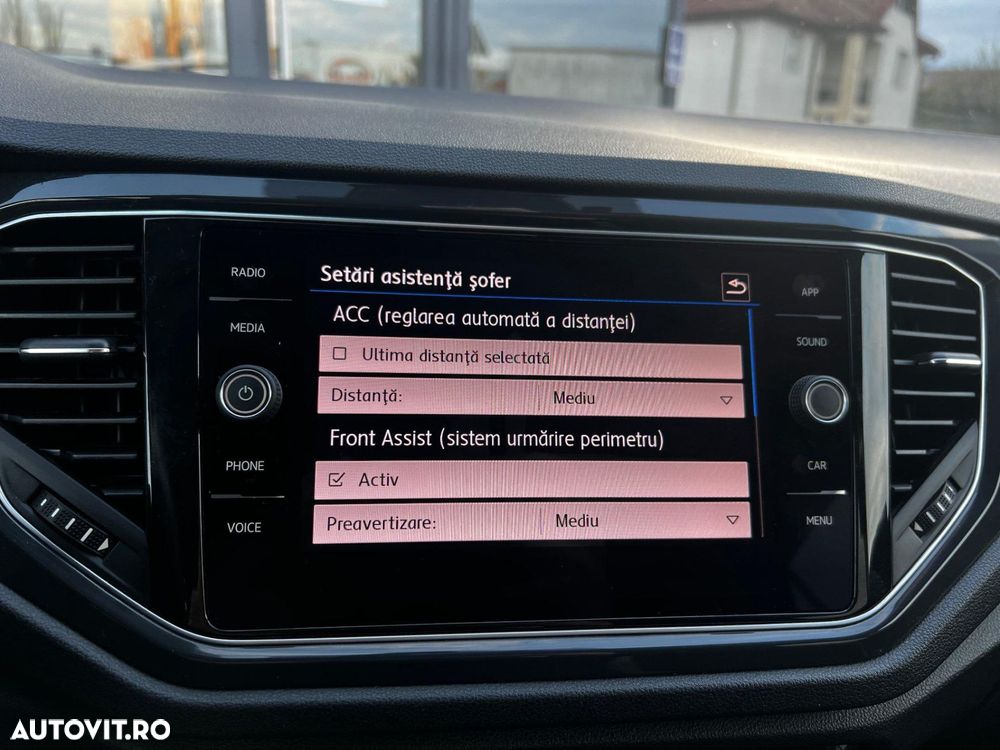 RADIO
MEDIA
PHONE
VOICE
Setări asistenţă şofer
ACC (reglarea automată a distanţei)
Ultima distanţă selectată
Distanţă: Mediu
Front Assist (sistem urmărire perimetru)
Activ
Preavertizare: Mediu
APP
SOUND
CAR
MENU
AUTOVIT.RO